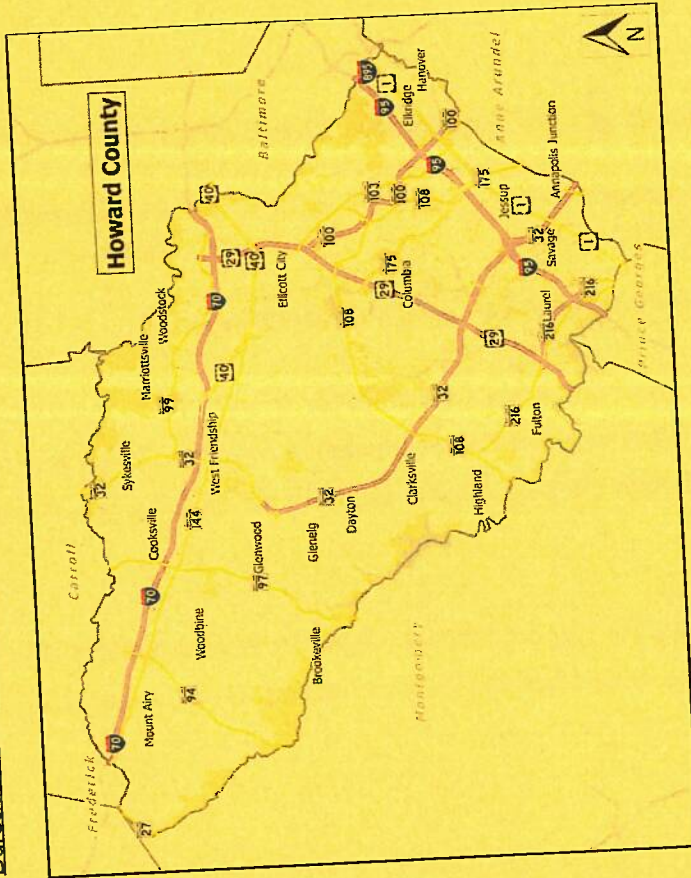 Howard County
Carroll
Frederick
Baltimore
Anne Arundel
Prince Georges
Montgomery
N
27
70
Mount Airy
94
Woodbine
70
Cooksville
144
32
Sykesville
32
West Friendship
99
Marriottsville
Woodstock
40
70
29
40
40
Ellicott City
100
103
100
108
895
1
95
Elkridge
Hanover
100
95
175
Jessup
1
Annapolis Junction
97
Glenwood
Glenelg
32
Dayton
Brookeville
Clarksville
32
108
29
175
Columbia
32
Savage
95
1
108
Highland
216
Fulton
29
216
Laurel
216